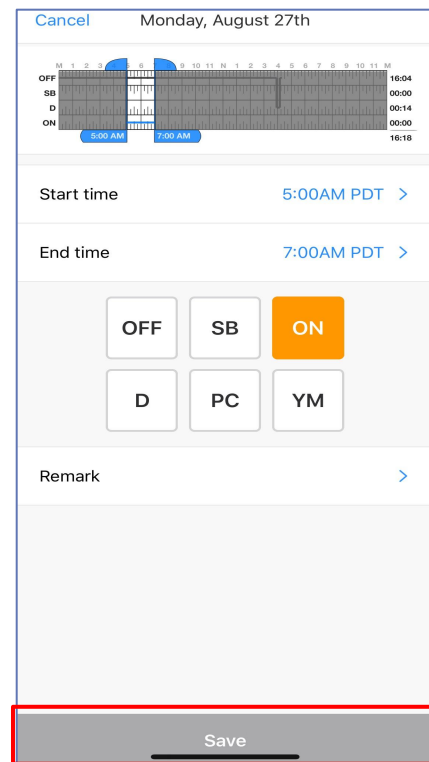 Cancel Monday, August 27th
M 1 2 3 4 5 6 8 9 10 11 N 1 2 3 4 5 6 7 8 9 10 11 M
OFF 16:04
SB 00:00
D 00:14
ON 00:00
5:00 AM 7:00 AM 16:18
Start time 5:00AM PDT >
End time 7:00AM PDT >
OFF SB ON
D PC YM
Remark >
Save